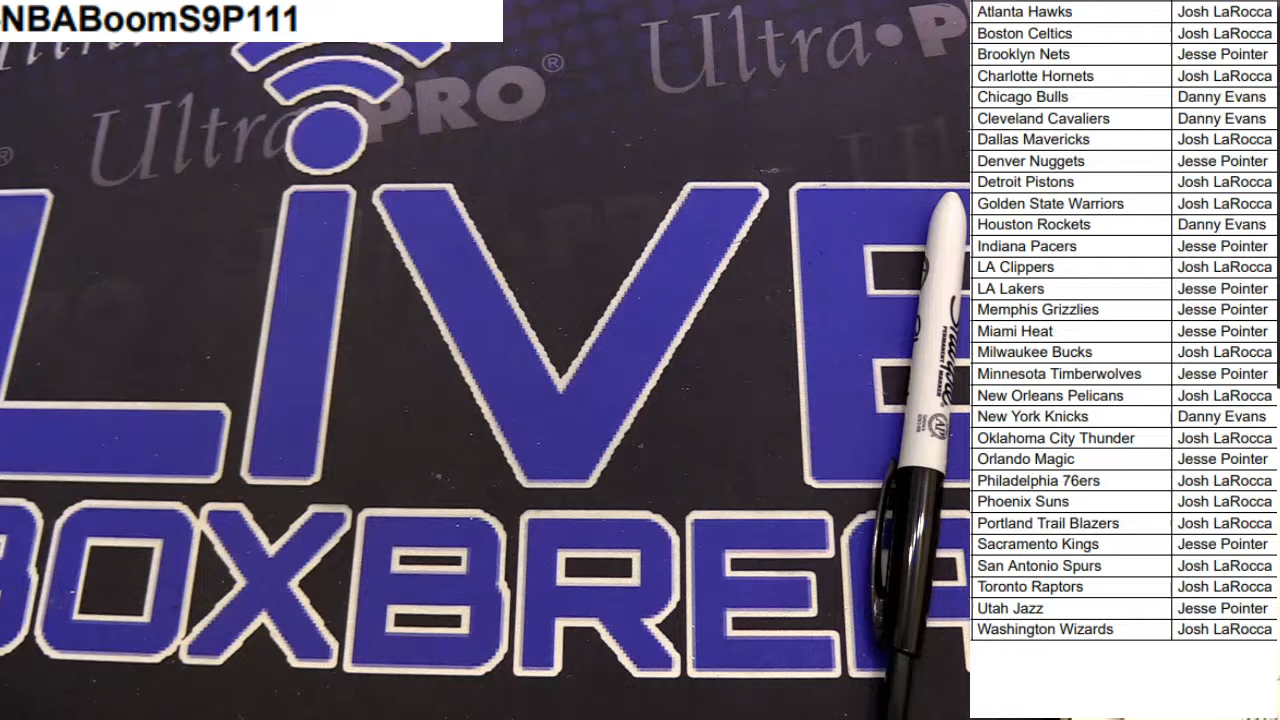 NBABoomS9P111
Ultra PRO®
Ultra•P
®
LiVE
BOXBREA
Sharpie®
PERMANENT MARKER
AP
Atlanta Hawks Josh LaRocca
Boston Celtics Josh LaRocca
Brooklyn Nets Jesse Pointer
Charlotte Hornets Josh LaRocca
Chicago Bulls Danny Evans
Cleveland Cavaliers Danny Evans
Dallas Mavericks Josh LaRocca
Denver Nuggets Jesse Pointer
Detroit Pistons Josh LaRocca
Golden State Warriors Josh LaRocca
Houston Rockets Danny Evans
Indiana Pacers Jesse Pointer
LA Clippers Josh LaRocca
LA Lakers Jesse Pointer
Memphis Grizzlies Jesse Pointer
Miami Heat Jesse Pointer
Milwaukee Bucks Josh LaRocca
Minnesota Timberwolves Jesse Pointer
New Orleans Pelicans Josh LaRocca
New York Knicks Danny Evans
Oklahoma City Thunder Josh LaRocca
Orlando Magic Jesse Pointer
Philadelphia 76ers Josh LaRocca
Phoenix Suns Josh LaRocca
Portland Trail Blazers Josh LaRocca
Sacramento Kings Jesse Pointer
San Antonio Spurs Josh LaRocca
Toronto Raptors Josh LaRocca
Utah Jazz Jesse Pointer
Washington Wizards Josh LaRocca